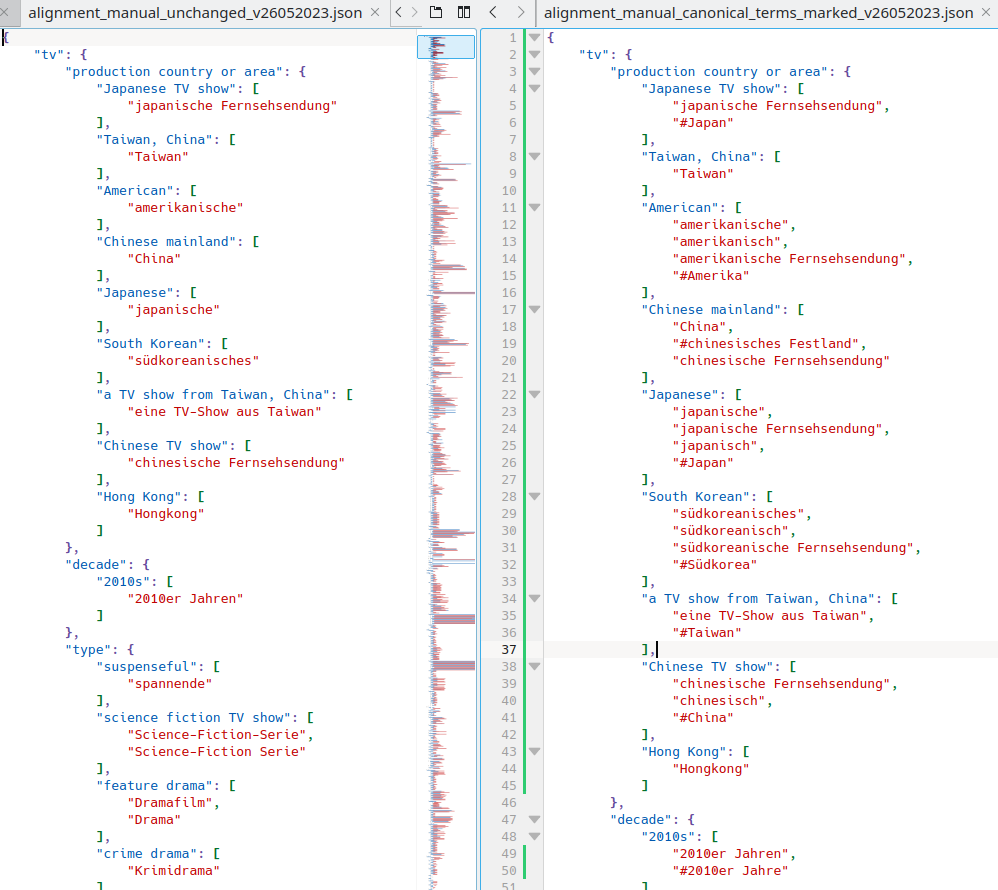 alignment_manual_unchanged_v26052023.json
{
"tv": {
"production country or area": {
"Japanese TV show": [
"japanische Fernsehsendung"
],
"Taiwan, China": [
"Taiwan"
],
"American": [
"amerikanische"
],
"Chinese mainland": [
"China"
],
"Japanese": [
"japanische"
],
"South Korean": [
"südkoreanisches"
],
"a TV show from Taiwan, China": [
"eine TV-Show aus Taiwan"
],
"Chinese TV show": [
"chinesische Fernsehsendung"
],
"Hong Kong": [
"Hongkong"
]
},
"decade": {
"2010s": [
"2010er Jahren"
]
},
"type": {
"suspenseful": [
"spannende"
],
"science fiction TV show": [
"Science-Fiction-Serie",
"Science-Fiction Serie"
],
"feature drama": [
"Dramafilm",
"Drama"
],
"crime drama": [
"Krimidrama"
]
alignment_manual_canonical_terms_marked_v26052023.json
1 {
2 "tv": {
3 "production country or area": {
4 "Japanese TV show": [
5 "japanische Fernsehsendung",
6 "#Japan"
7 ],
8 "Taiwan, China": [
9 "Taiwan"
10 ],
11 "American": [
12 "amerikanische",
13 "amerikanisch",
14 "amerikanische Fernsehsendung",
15 "#Amerika"
16 ],
17 "Chinese mainland": [
18 "China",
19 "#chinesisches Festland",
20 "chinesische Fernsehsendung"
21 ],
22 "Japanese": [
23 "japanische",
24 "japanische Fernsehsendung",
25 "japanisch",
26 "#Japan"
27 ],
28 "South Korean": [
29 "südkoreanisches",
30 "südkoreanisch",
31 "südkoreanische Fernsehsendung",
32 "#Südkorea"
33 ],
34 "a TV show from Taiwan, China": [
35 "eine TV-Show aus Taiwan",
36 "#Taiwan"
37 ],
38 "Chinese TV show": [
39 "chinesische Fernsehsendung",
40 "chinesisch",
41 "#China"
42 ],
43 "Hong Kong": [
44 "Hongkong"
45 ]
46 },
47 "decade": {
48 "2010s": [
49 "2010er Jahren",
50 "#2010er Jahre"
51 ]